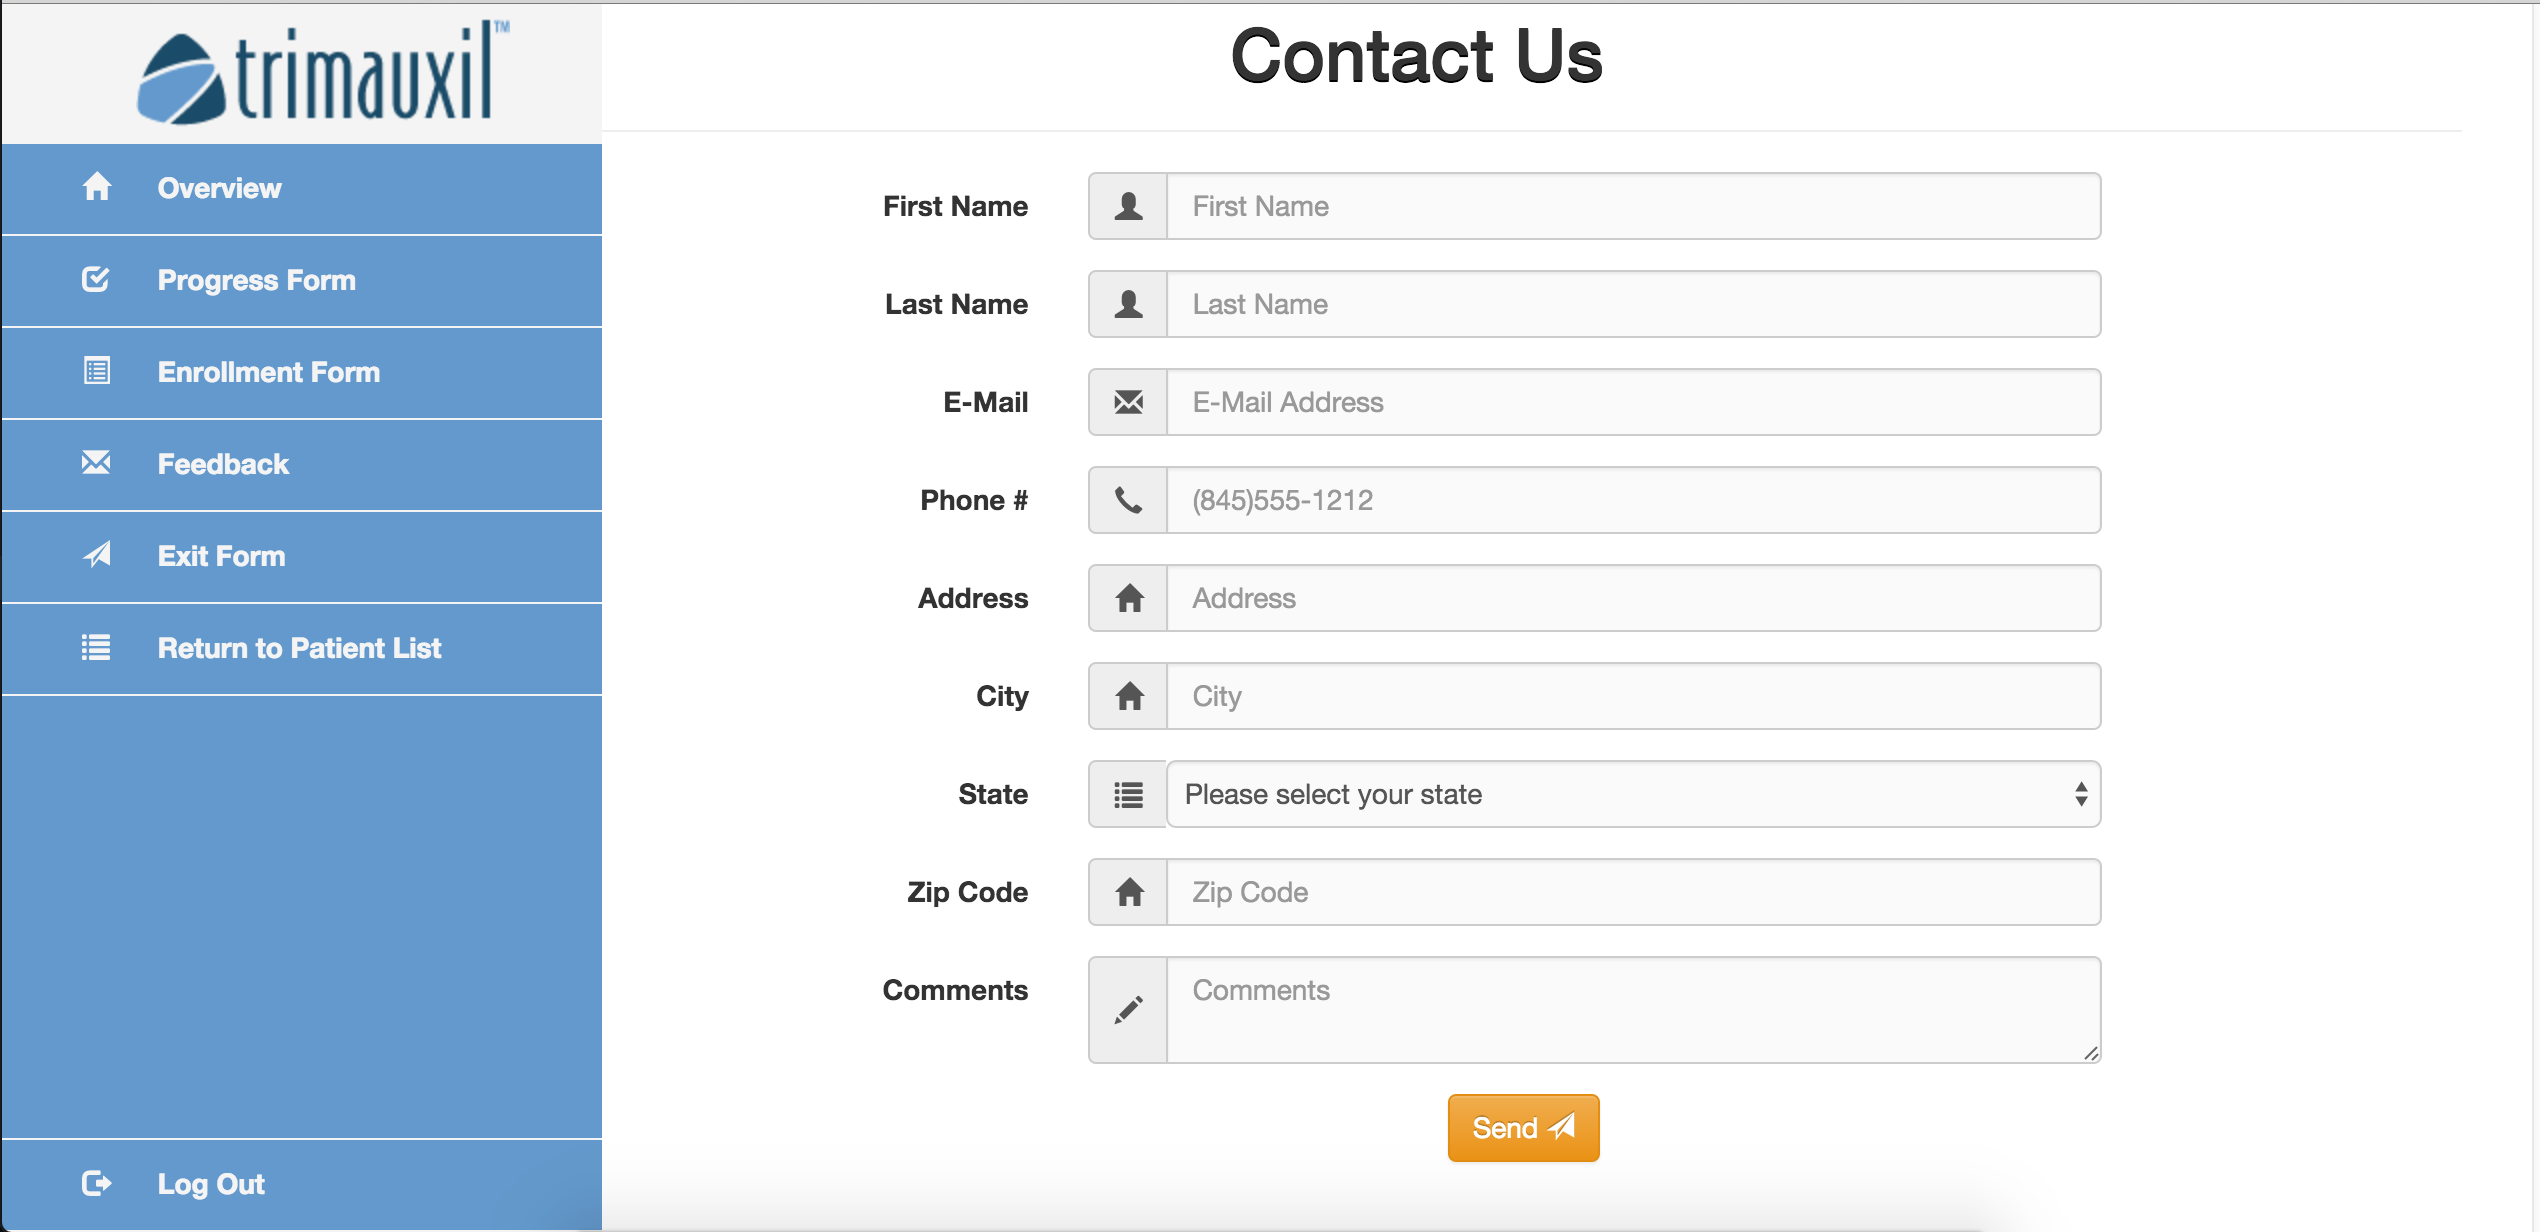 trimauxil™
Overview
Progress Form
Enrollment Form
Feedback
Exit Form
Return to Patient List
Log Out
Contact Us
First Name First Name
Last Name Last Name
E-Mail E-Mail Address
Phone # (845)555-1212
Address Address
City City
State Please select your state
Zip Code Zip Code
Comments Comments
Send